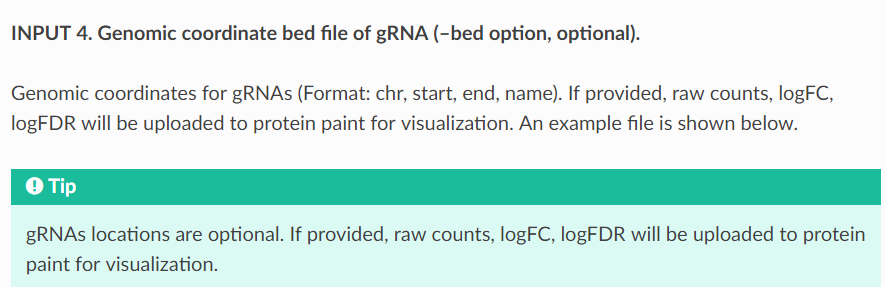 INPUT 4. Genomic coordinate bed file of gRNA (–bed option, optional).
Genomic coordinates for gRNAs (Format: chr, start, end, name). If provided, raw counts, logFC,
logFDR will be uploaded to protein paint for visualization. An example file is shown below.
Tip
gRNAs locations are optional. If provided, raw counts, logFC, logFDR will be uploaded to protein
paint for visualization.